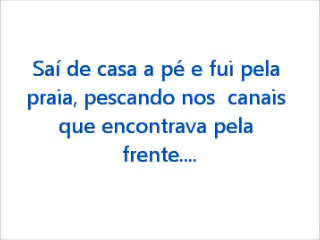 Saí de casa a pé e fui pela
praia, pescando nos  canais
que encontrava pela
frente....